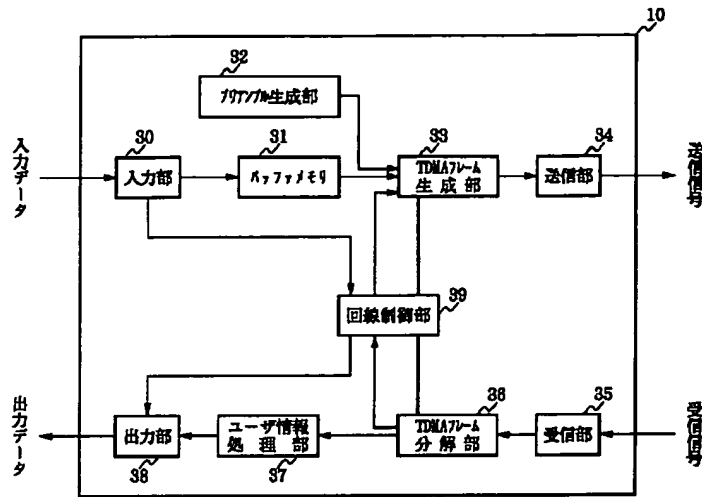 10
32
プリアンブル生成部
入力データ
30
入力部
31
バッファメモリ
33
TDMAフレーム
生成部
34
送信部
送信信号
39
回線制御部
出力データ
出力部
38
ユーザ情報
処理部
37
36
TDMAフレーム
分解部
35
受信部
受信信号